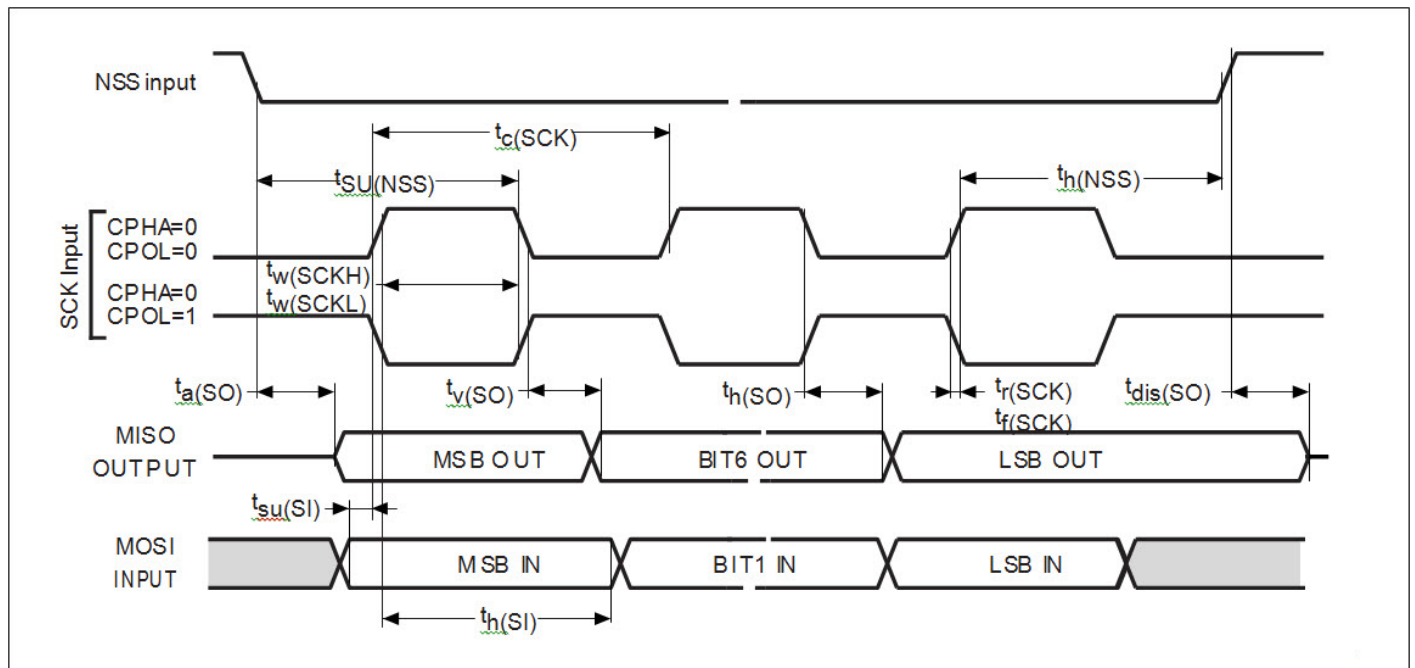 NSS input
tc(SCK)
tSU(NSS)
th(NSS)
SCK Input
CPHA=0
CPOL=0
tw(SCKH)
CPHA=0
tw(SCKL)
CPOL=1
ta(SO)
tv(SO)
th(SO)
tr(SCK)
tf(SCK)
tdis(SO)
MISO
OUTPUT
MSB OUT
BIT6 OUT
LSB OUT
tsu(SI)
MOSI
INPUT
MSB IN
BIT1 IN
LSB IN
th(SI)